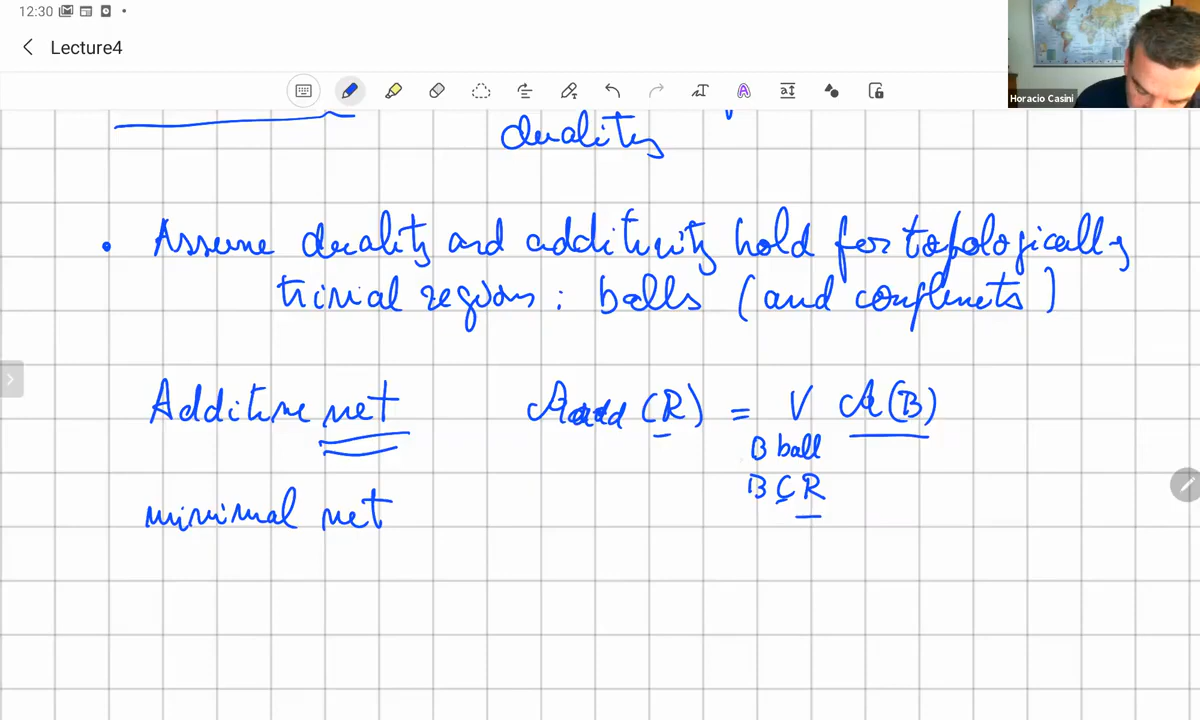 12:30
Lecture4
Horacio Casini
duality
• Assume duality and additivity hold for topologically
trivial regions : balls (and complements)
Additive net A add (R) = V A(B)
B ball
minimal net B ⊆ R